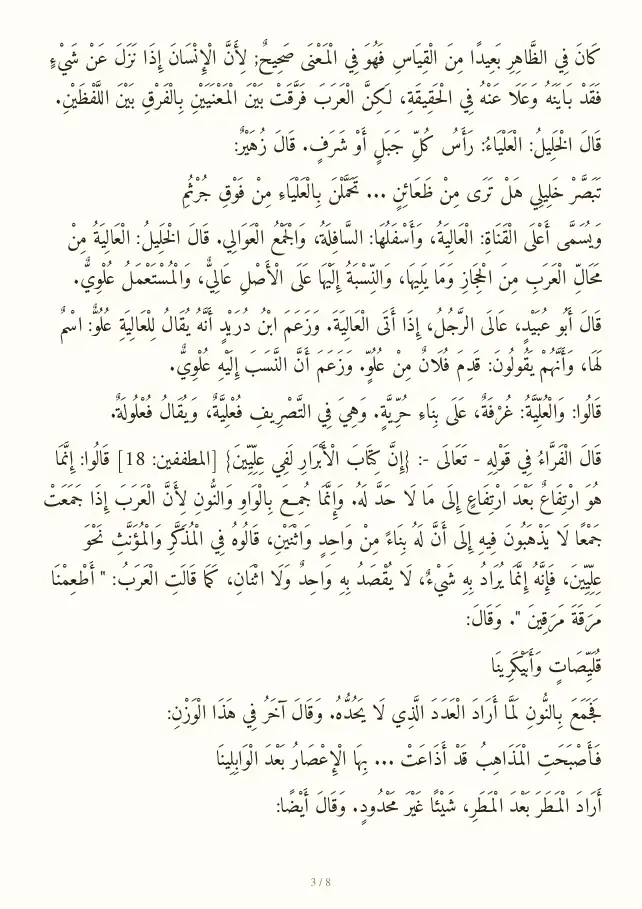 كَانَ فِي الظَّاهِرِ بَعِيدًا مِنَ الْقِيَاسِ فَهُوَ فِي الْمَعْنَى صَحِيحٌ; لِأَنَّ الْإِنْسَانَ إِذَا نَزَلَ عَنْ شَيْءٍ
فَقَدْ بَايَنَهُ وَعَلَا عَنْهُ فِي الْحَقِيقَةِ، لَكِنَّ الْعَرَبَ فَرَّقَتْ بَيْنَ الْمَعْنَيَيْنِ بِالْفَرْقِ بَيْنَ اللَّفْظَيْنِ.
قَالَ الْخَلِيلُ: الْعَلْيَاءُ: رَأْسُ كُلِّ جَبَلٍ أَوْ شَرَفٍ. قَالَ زُهَيْرٌ:
تَبَصَّرْ خَلِيلِي هَلْ تَرَى مِنْ ظَعَائِنٍ ... تَحَمَّلْنَ بِالْعَلْيَاءِ مِنْ فَوْقِ جُرْثُمِ
وَيُسَمَّى أَعْلَى الْقَنَاةِ: الْعَالِيَةُ، وَأَسْفَلُهَا: السَّافِلَةُ، وَالْجَمْعُ الْعَوَالِي. قَالَ الْخَلِيلُ: الْعَالِيَةُ مِنْ
مَحَالِّ الْعَرَبِ مِنَ الْحِجَازِ وَمَا يَلِيهَا، وَالنِّسْبَةُ إِلَيْهَا عَلَى الْأَصْلِ عَالِيٌّ، وَالْمُسْتَعْمَلُ عُلْوِيٌّ.
قَالَ أَبُو عُبَيْدٍ، عَالَى الرَّجُلُ، إِذَا أَتَى الْعَالِيَةَ. وَزَعَمَ ابْنُ دُرَيْدٍ أَنَّهُ يُقَالُ لِلْعَالِيَةِ عُلْوٌ: اسْمٌ
لَهَا، وَأَنَّهُمْ يَقُولُونَ: قَدِمَ فُلَانٌ مِنْ عُلْوٍ. وَزَعَمَ أَنَّ النَّسَبَ إِلَيْهِ عُلْوِيٌّ.
قَالُوا: وَالْعُلِّيَّةُ: غُرْفَةٌ، عَلَى بِنَاءِ حُرِّيَّةٍ. وَهِيَ فِي التَّصْرِيفِ فُعْلِيَّةٌ، وَيُقَالُ فُعْلُولَةٌ.
قَالَ الْفَرَّاءُ فِي قَوْلِهِ - تَعَالَى -: {إِنَّ كِتَابَ الْأَبْرَارِ لَفِي عِلِّيِّينَ} [المطففين: 18] قَالُوا: إِنَّمَا
هُوَ ارْتِفَاعٌ بَعْدَ ارْتِفَاعٍ إِلَى مَا لَا حَدَّ لَهُ. وَإِنَّمَا جُمِعَ بِالْوَاوِ وَالنُّونِ لِأَنَّ الْعَرَبَ إِذَا جَمَعَتْ
جَمْعًا لَا يَذْهَبُونَ فِيهِ إِلَى أَنَّ لَهُ بِنَاءً مِنْ وَاحِدٍ وَاثْنَيْنِ، قَالُوهُ فِي الْمُذَكَّرِ وَالْمُؤَنَّثِ نَحْوَ
عِلِّيِّينَ، فَإِنَّهُ إِنَّمَا يُرَادُ بِهِ شَيْءٌ، لَا يُقْصَدُ بِهِ وَاحِدٌ وَلَا اثْنَانِ، كَمَا قَالَتِ الْعَرَبُ: " أَطْعِمْنَا
مَرَقَةَ مَرَقِينَ ". وَقَالَ:
قُلَيِّصَاتٍ وَأُبَيْكَرِينَا
فَجَمَعَ بِالنُّونِ لَمَّا أَرَادَ الْعَدَدَ الَّذِي لَا يَحُدُّهُ. وَقَالَ آخَرُ فِي هَذَا الْوَزْنِ:
فَأَصْبَحَتِ الْمَذَاهِبُ قَدْ أَذَاعَتْ ... بِهَا الْإِعْصَارُ بَعْدَ الْوَابِلِينَا
أَرَادَ الْمَطَرَ بَعْدَ الْمَطَرِ، شَيْئًا غَيْرَ مَحْدُودٍ. وَقَالَ أَيْضًا:
3 / 8